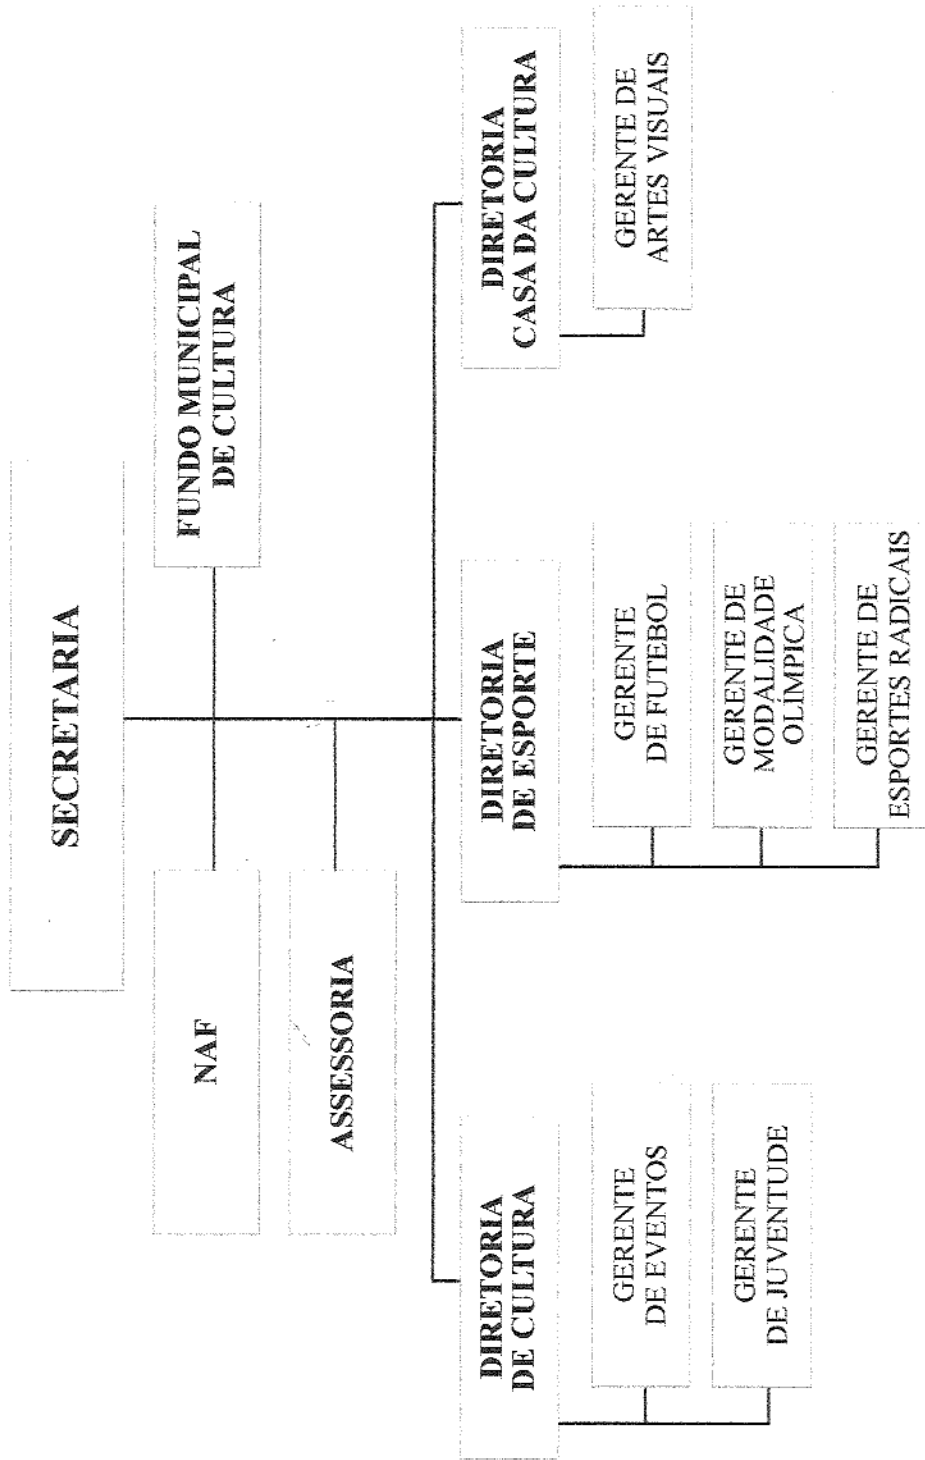 SECRETARIA
NAF
FUNDO MUNICIPAL
DE CULTURA
ASSESSORIA
DIRETORIA
DE CULTURA
GERENTE
DE EVENTOS
GERENTE
DE JUVENTUDE
DIRETORIA
DE ESPORTE
GERENTE
DE FUTEBOL
GERENTE DE
MODALIDADE
OLÍMPICA
GERENTE DE
ESPORTES RADICAIS
DIRETORIA
CASA DA CULTURA
GERENTE DE
ARTES VISUAIS